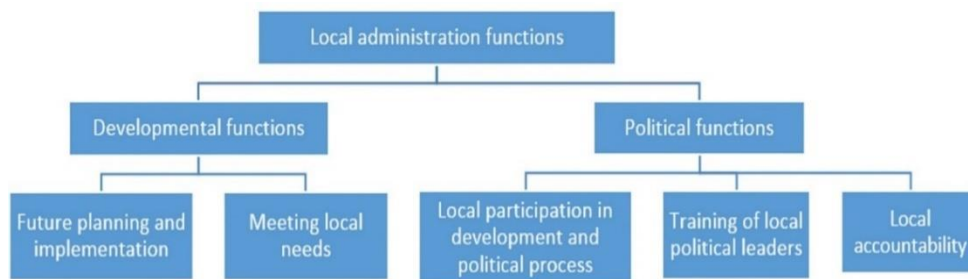 Local administration functions
Developmental functions
Political functions
Future planning and
implementation
Meeting local
needs
Local participation in
development and
political process
Training of local
political leaders
Local
accountability